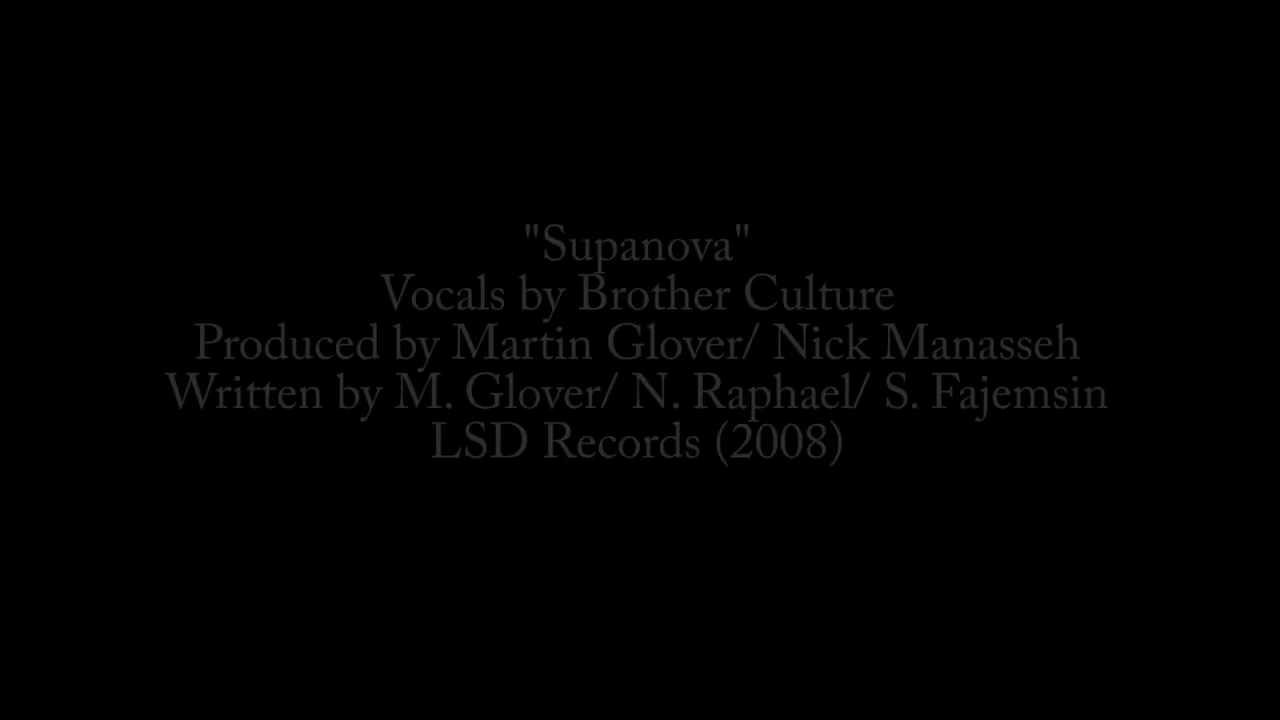 "Supanova"
Vocals by Brother Culture
Produced by Martin Glover/ Nick Manasseh
Written by M. Glover/ N. Raphael/ S. Fajemsin
LSD Records (2008)